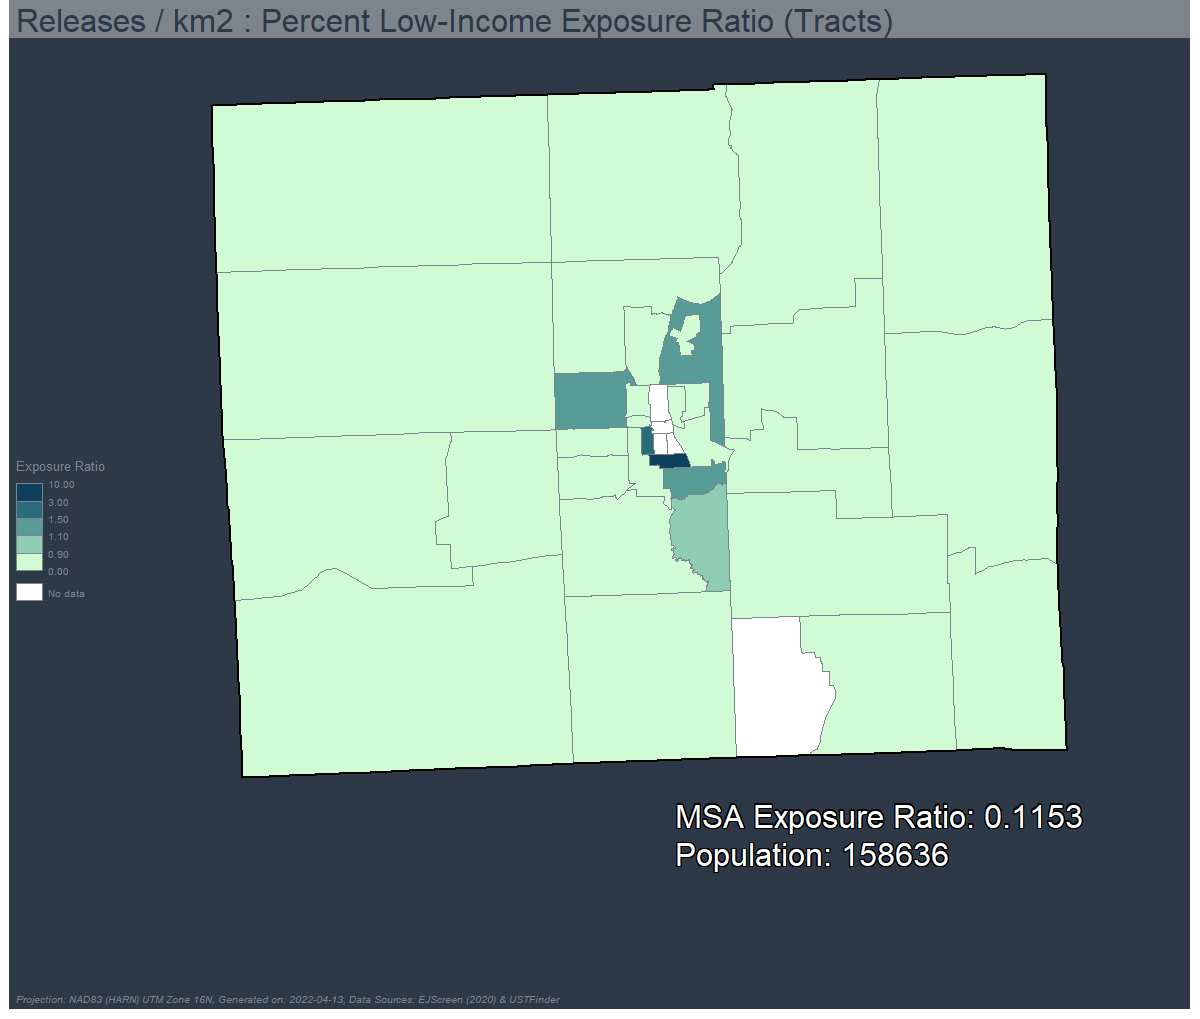 Releases / km2 : Percent Low-Income Exposure Ratio (Tracts)
Exposure Ratio
10.00
3.00
1.50
1.10
0.90
0.00
No data
MSA Exposure Ratio: 0.1153
Population: 158636
Projection: NAD83 (HARN) UTM Zone 16N, Generated on: 2022-04-13, Data Sources: EJScreen (2020) & USTFinder